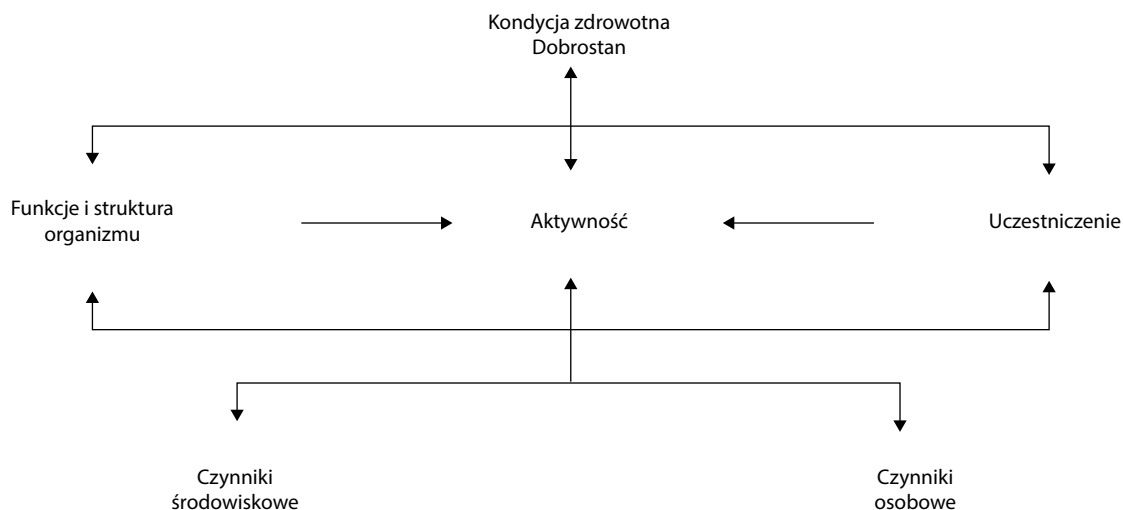 Kondycja zdrowotna
Dobrostan
Funkcje i struktura
organizmu
Aktywność
Uczestniczenie
Czynniki
środowiskowe
Czynniki
osobowe